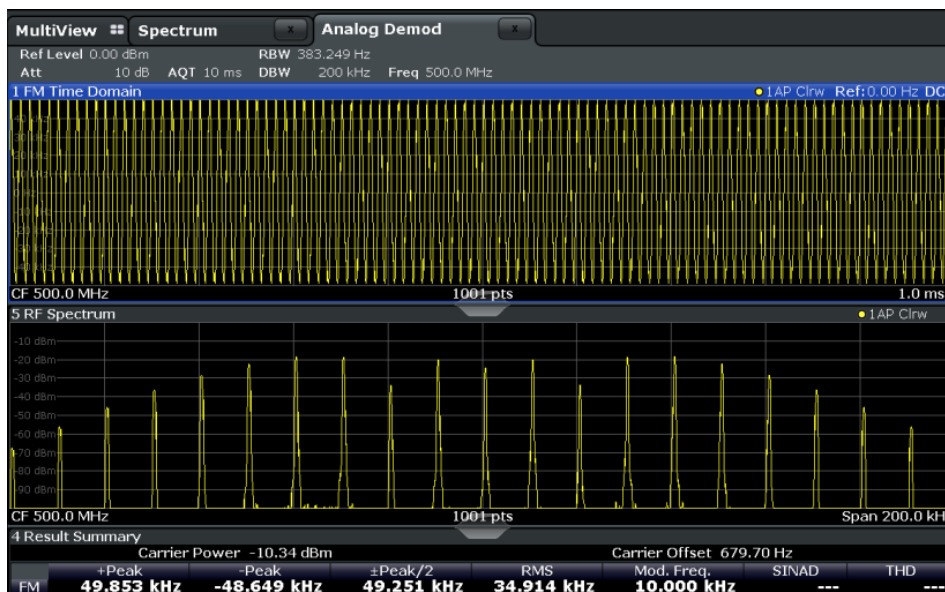 MultiView Spectrum x Analog Demod x
Ref Level 0.00 dBm RBW 383.249 Hz
Att 10 dB AQT 10 ms DBW 200 kHz Freq 500.0 MHz
1 FM Time Domain 1AP Clrw Ref:0.00 Hz DC
CF 500.0 MHz 1001 pts 1.0 ms
5 RF Spectrum 1AP Clrw
-10 dBm
-20 dBm
-30 dBm
-40 dBm
-50 dBm
-60 dBm
-70 dBm
-80 dBm
-90 dBm
CF 500.0 MHz 1001 pts Span 200.0 kH
4 Result Summary
Carrier Power -10.34 dBm Carrier Offset 679.70 Hz
+Peak -Peak ±Peak/2 RMS Mod. Freq. SINAD THD
FM 49.853 kHz -48.649 kHz 49.251 kHz 34.914 kHz 10.000 kHz --- ---